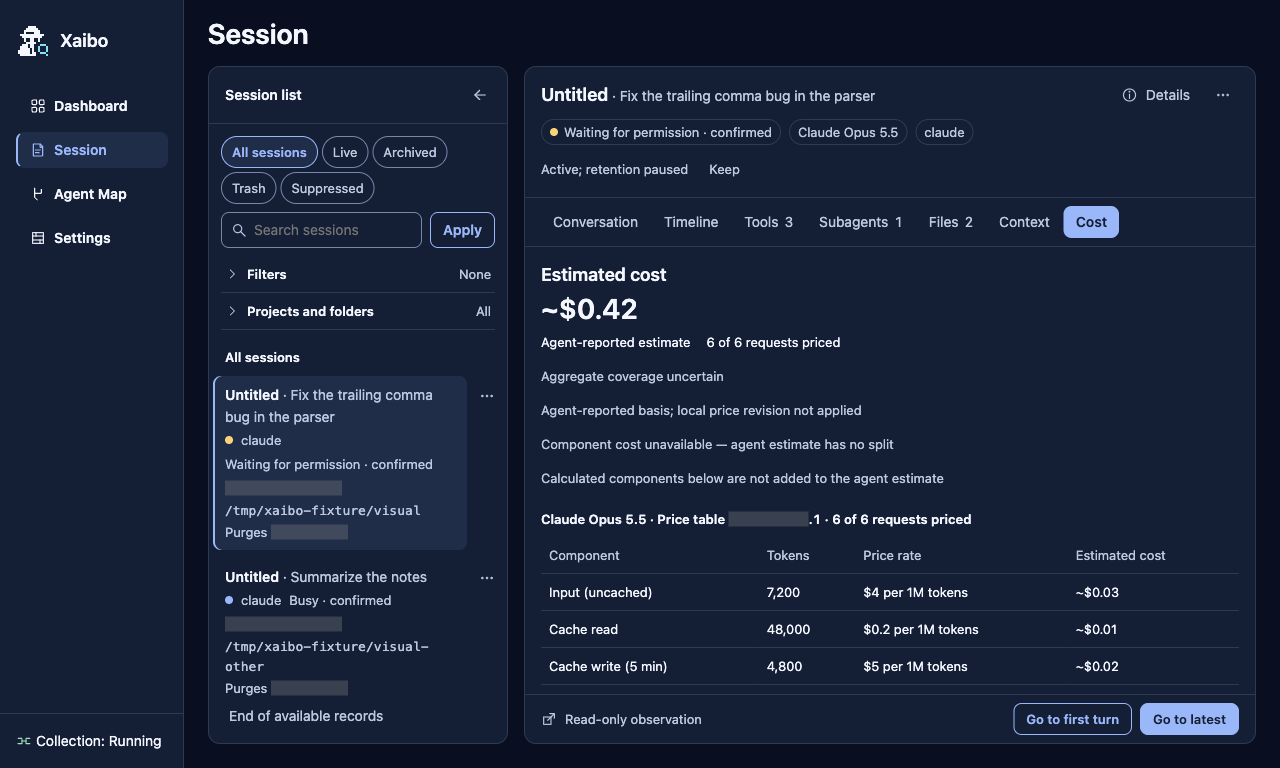 Xaibo
Dashboard
Session
Agent Map
Settings
Collection: Running
Session
Session list
All sessions
Live
Archived
Trash
Suppressed
Search sessions
Apply
Filters
None
Projects and folders
All
All sessions
Untitled · Fix the trailing comma
bug in the parser
claude
Waiting for permission · confirmed
/tmp/xaibo-fixture/visual
Purges
Untitled · Summarize the notes
claude Busy · confirmed
/tmp/xaibo-fixture/visual-
other
Purges
End of available records
Untitled · Fix the trailing comma bug in the parser
Details
Waiting for permission · confirmed
Claude Opus 5.5
claude
Active; retention paused
Keep
Conversation
Timeline
Tools 3
Subagents 1
Files 2
Context
Cost
Estimated cost
~$0.42
Agent-reported estimate 6 of 6 requests priced
Aggregate coverage uncertain
Agent-reported basis; local price revision not applied
Component cost unavailable — agent estimate has no split
Calculated components below are not added to the agent estimate
Claude Opus 5.5 · Price table .1 · 6 of 6 requests priced
Component Tokens Price rate Estimated cost
Input (uncached) 7,200 $4 per 1M tokens ~$0.03
Cache read 48,000 $0.2 per 1M tokens ~$0.01
Cache write (5 min) 4,800 $5 per 1M tokens ~$0.02
Read-only observation
Go to first turn
Go to latest